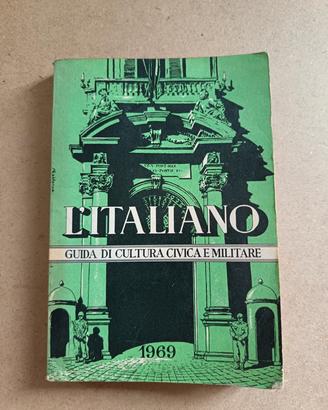 L'ITALIANO
GUIDA DI CULTURA CIVICA E MILITARE
1969